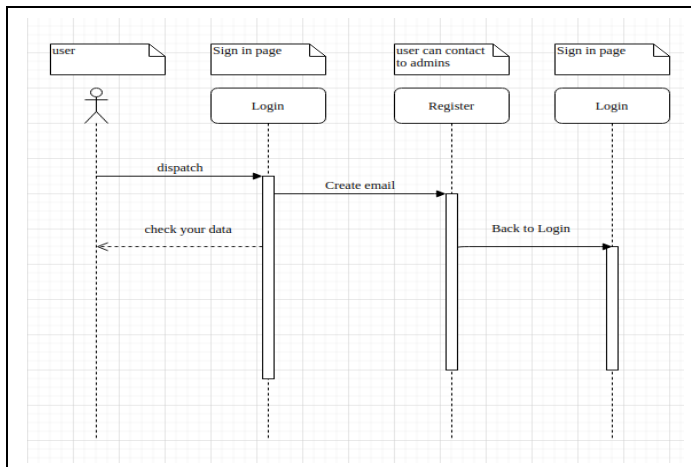 user
Sign in page
user can contact
to admins
Sign in page
Login
Register
Login
dispatch
Create email
check your data
Back to Login